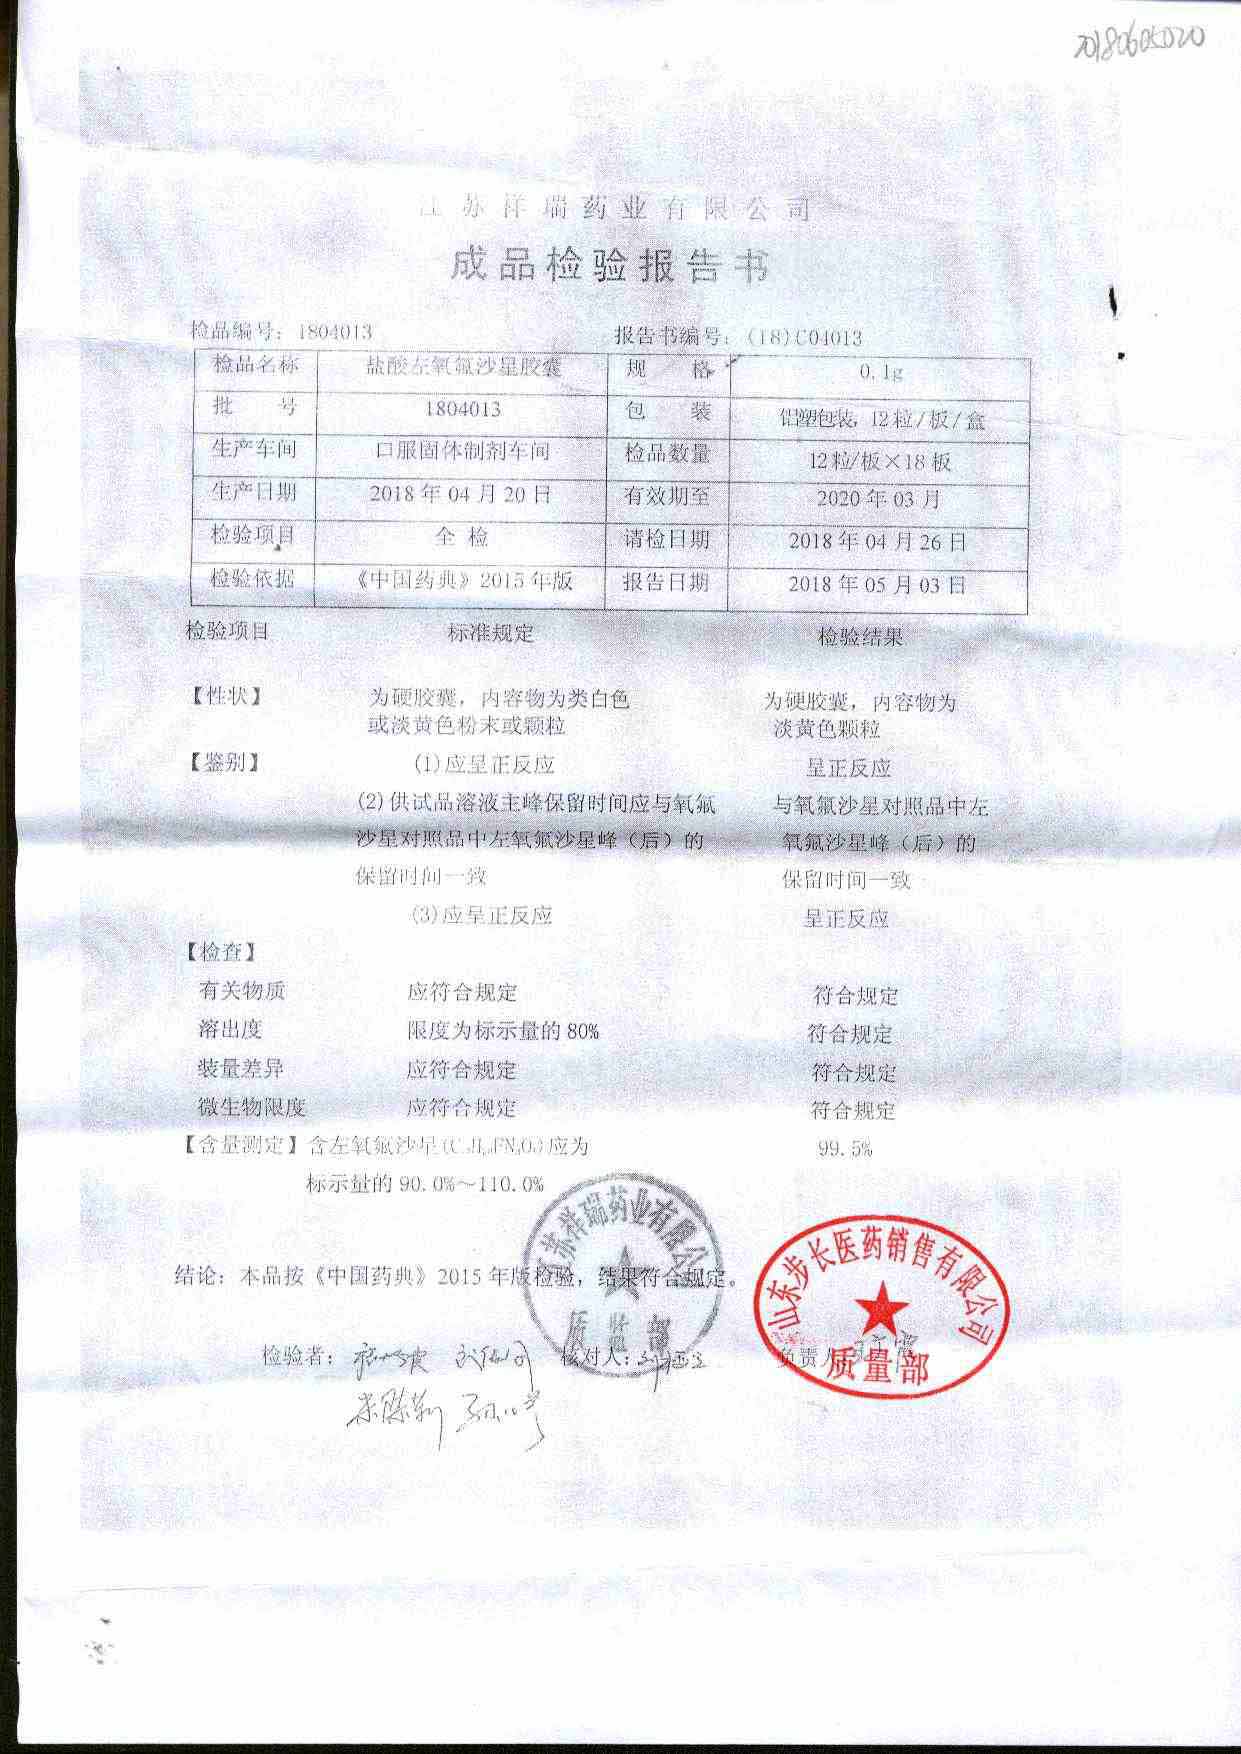 20180605020
江苏祥瑞药业有限公司
成品检验报告书
检品编号：1804013 报告书编号：(18)C04013
检品名称 盐酸左氧氟沙星胶囊 规 格 0.1g
批 号 1804013 包 装 铝塑包装，12粒/板/盒
生产车间 口服固体制剂车间 检品数量 12粒/板×18板
生产日期 2018年04月20日 有效期至 2020年03月
检验项目 全检 请检日期 2018年04月26日
检验依据 《中国药典》2015年版 报告日期 2018年05月03日
检验项目 标准规定 检验结果
【性状】 为硬胶囊，内容物为类白色 为硬胶囊，内容物为
或淡黄色粉末或颗粒 淡黄色颗粒
【鉴别】 (1)应呈正反应 呈正反应
(2)供试品溶液主峰保留时间应与氧氟 与氧氟沙星对照品中左
沙星对照品中左氧氟沙星峰（后）的 氧氟沙星峰（后）的
保留时间一致 保留时间一致
(3)应呈正反应 呈正反应
【检查】
有关物质 应符合规定 符合规定
溶出度 限度为标示量的80% 符合规定
装量差异 应符合规定 符合规定
微生物限度 应符合规定 符合规定
【含量测定】含左氧氟沙星 应为 99.5%
标示量的90.0%～110.0%
江苏祥瑞药业有限公司
质监部
山东步长医药销售有限公司
质量部
结论：本品按《中国药典》2015年版检验，结果符合规定。
检验者： 核对人： 负责人